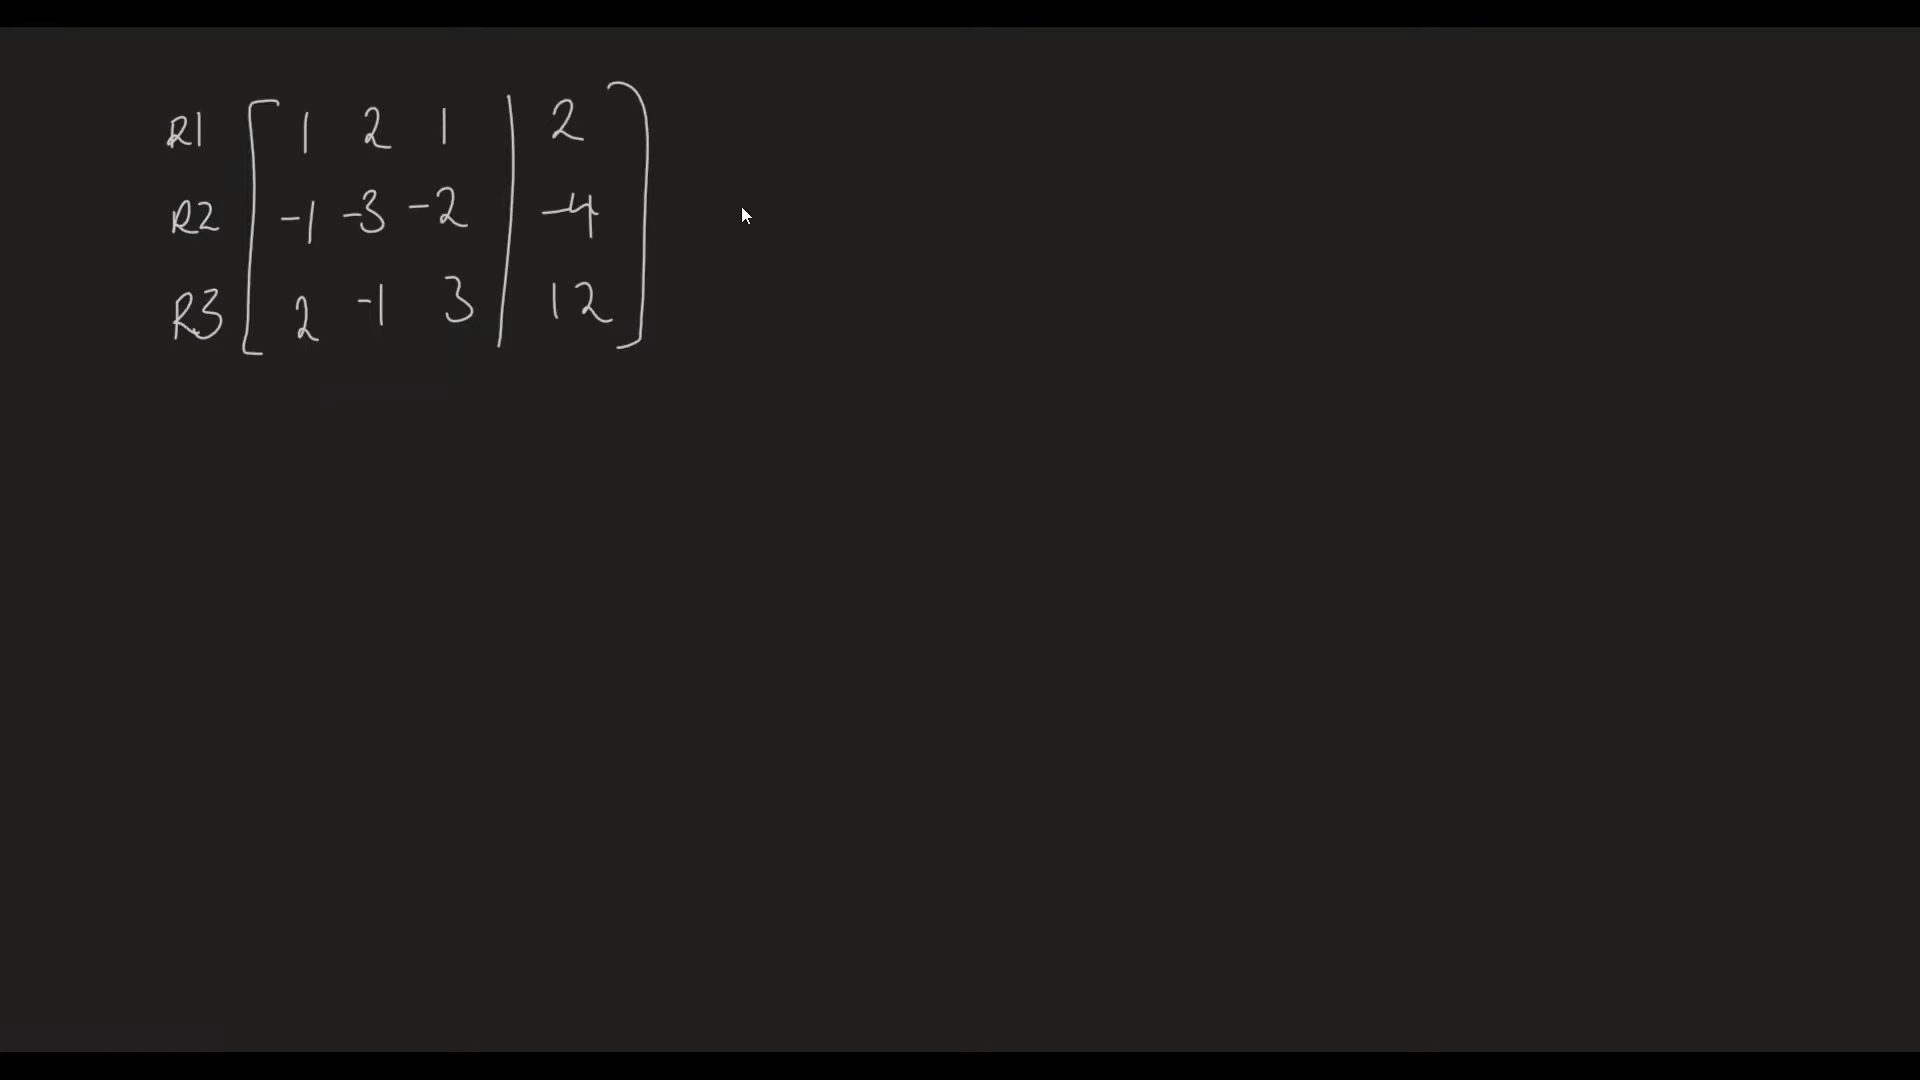 R1 [ 1 2 1 | 2 ]
R2 [ -1 -3 -2 | -4 ]
R3 [ 2 -1 3 | 12 ]